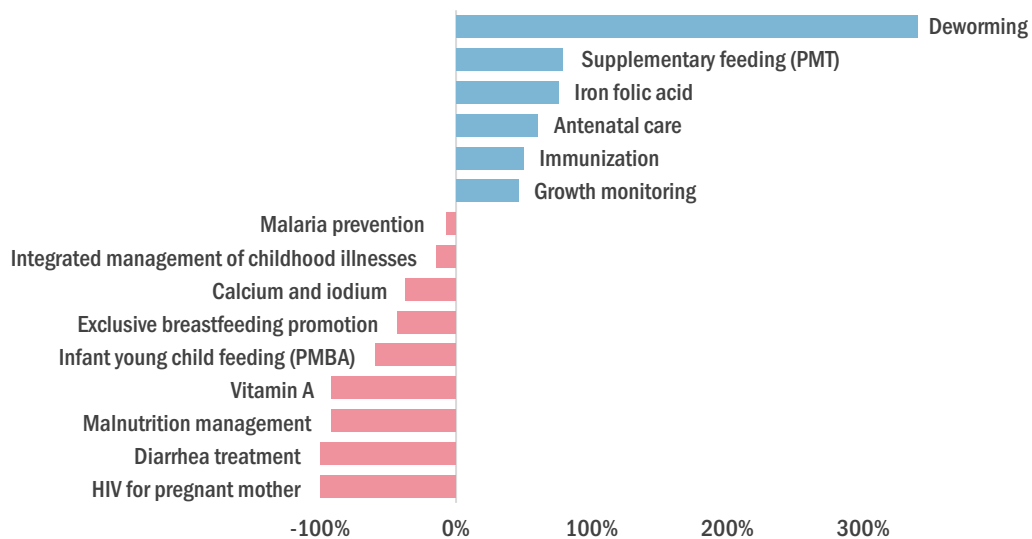 Deworming
Supplementary feeding (PMT)
Iron folic acid
Antenatal care
Immunization
Growth monitoring
Malaria prevention
Integrated management of childhood illnesses
Calcium and iodium
Exclusive breastfeeding promotion
Infant young child feeding (PMBA)
Vitamin A
Malnutrition management
Diarrhea treatment
HIV for pregnant mother
-100% 0% 100% 200% 300%